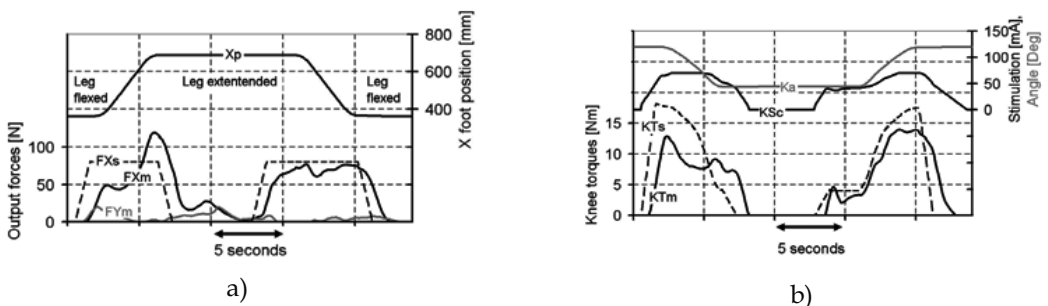 800
600
400
X foot position [mm]
Xp
Leg
flexed
Leg extentended
Leg
flexed
Output forces [N]
100
50
0
FXs
FXm
FYm
5 seconds
a)
150
100
50
0
Stimulation [mA],
Angle [Deg]
Ka
KSc
Knee torques [Nm]
15
10
5
0
KTs
KTm
5 seconds
b)